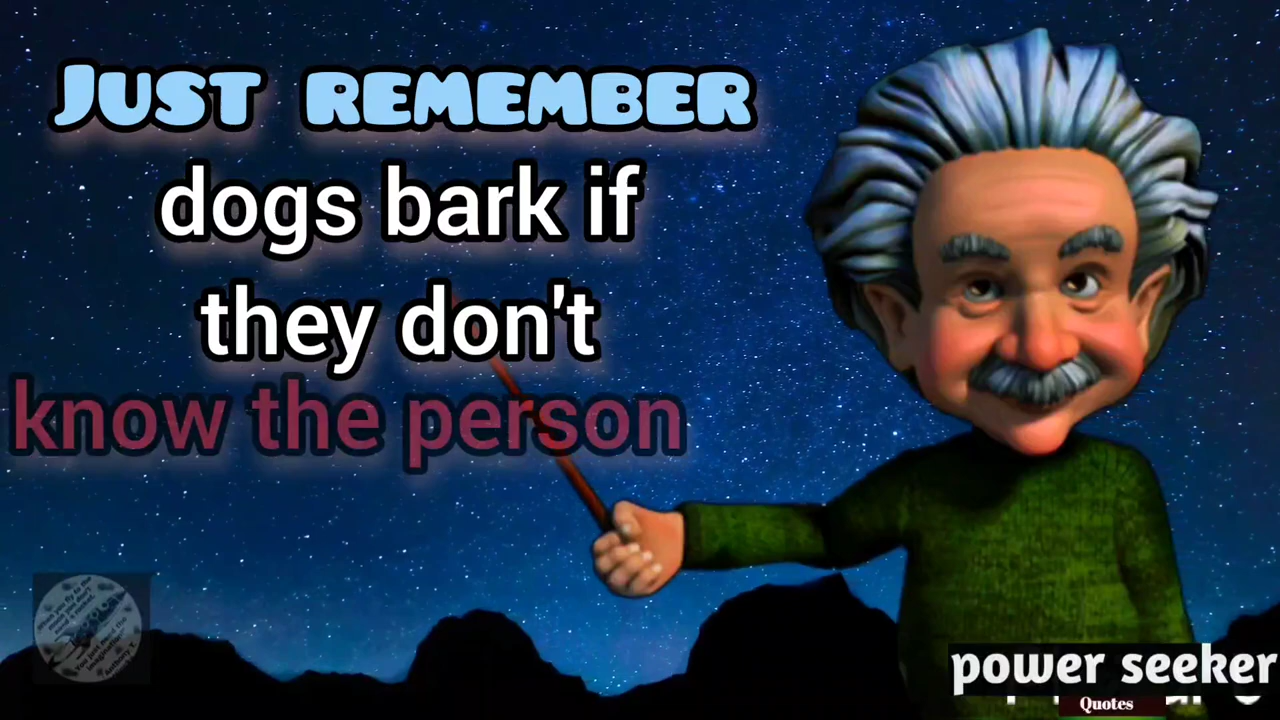 Just remember
dogs bark if
they don't
know the person
power seeker
Quotes